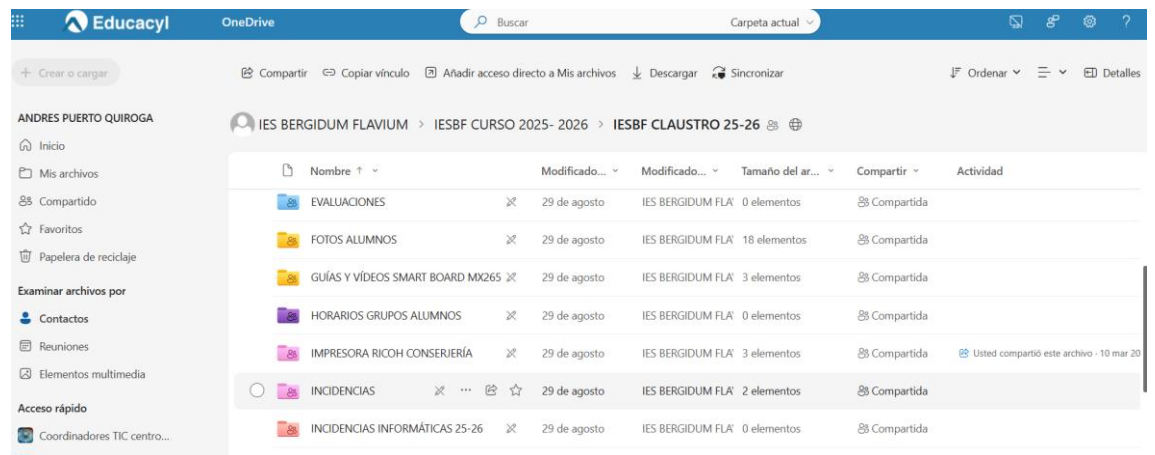 Educacyl OneDrive Buscar Carpeta actual
+ Crear o cargar Compartir Copiar vínculo Añadir acceso directo a Mis archivos Descargar Sincronizar Ordenar Detalles
ANDRES PUERTO QUIROGA
Inicio
Mis archivos
Compartido
Favoritos
Papelera de reciclaje
Examinar archivos por
Contactos
Reuniones
Elementos multimedia
Acceso rápido
Coordinadores TIC centro...
IES BERGIDUM FLAVIUM > IESBF CURSO 2025- 2026 > IESBF CLAUSTRO 25-26
Nombre ↑ Modificado... Modificado... Tamaño del ar... Compartir Actividad
EVALUACIONES 29 de agosto IES BERGIDUM FLA 0 elementos Compartida
FOTOS ALUMNOS 29 de agosto IES BERGIDUM FLA 18 elementos Compartida
GUÍAS Y VÍDEOS SMART BOARD MX265 29 de agosto IES BERGIDUM FLA 3 elementos Compartida
HORARIOS GRUPOS ALUMNOS 29 de agosto IES BERGIDUM FLA 0 elementos Compartida
IMPRESORA RICOH CONSERJERÍA 29 de agosto IES BERGIDUM FLA 3 elementos Compartida Usted compartió este archivo · 10 mar 20
INCIDENCIAS ... 29 de agosto IES BERGIDUM FLA 2 elementos Compartida
INCIDENCIAS INFORMÁTICAS 25-26 29 de agosto IES BERGIDUM FLA 0 elementos Compartida